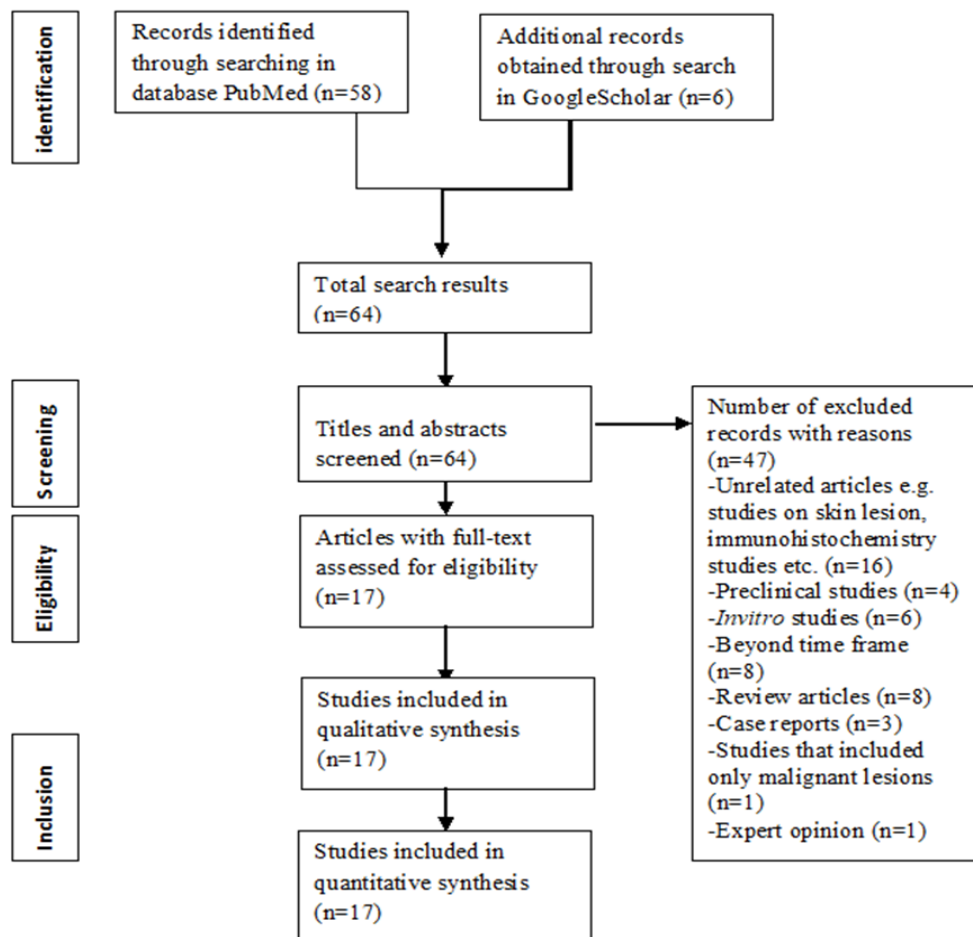 identification
Records identified
through searching in
database PubMed (n=58)
Additional records
obtained through search
in GoogleScholar (n=6)
Total search results
(n=64)
Screening
Titles and abstracts
screened (n=64)
Number of excluded
records with reasons
(n=47)
-Unrelated articles e.g.
studies on skin lesion,
immunohistochemistry
studies etc. (n=16)
-Preclinical studies (n=4)
-Invitro studies (n=6)
-Beyond time frame
(n=8)
-Review articles (n=8)
-Case reports (n=3)
-Studies that included
only malignant lesions
(n=1)
-Expert opinion (n=1)
Eligibility
Articles with full-text
assessed for eligibility
(n=17)
Studies included in
qualitative synthesis
(n=17)
Inclusion
Studies included in
quantitative synthesis
(n=17)